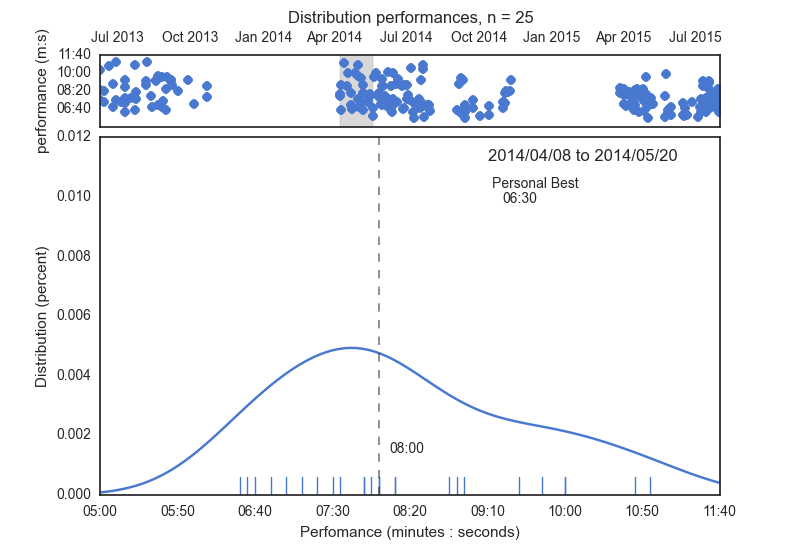 Distribution performances, n = 25
Jul 2013 Oct 2013 Jan 2014 Apr 2014 Jul 2014 Oct 2014 Jan 2015 Apr 2015 Jul 2015
performance (m:s)
11:40
10:00
08:20
06:40
Distribution (percent)
0.012
0.010
0.008
0.006
0.004
0.002
0.000
2014/04/08 to 2014/05/20
Personal Best
06:30
08:00
05:00 05:50 06:40 07:30 08:20 09:10 10:00 10:50 11:40
Perfomance (minutes : seconds)